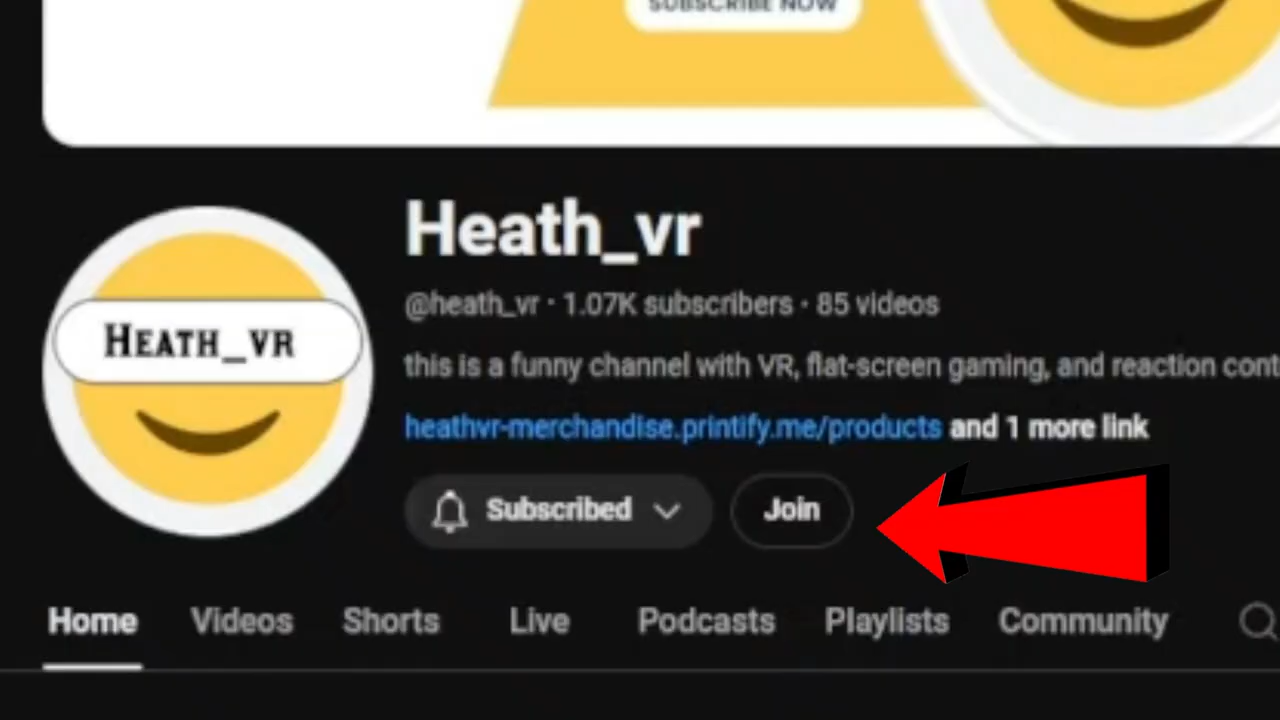 SUBSCRIBE NOW
Heath_vr
HEATH_VR
@heath_vr · 1.07K subscribers · 85 videos
this is a funny channel with VR, flat-screen gaming, and reaction cont
heathvr-merchandise.printify.me/products and 1 more link
Subscribed Join
Home Videos Shorts Live Podcasts Playlists Community